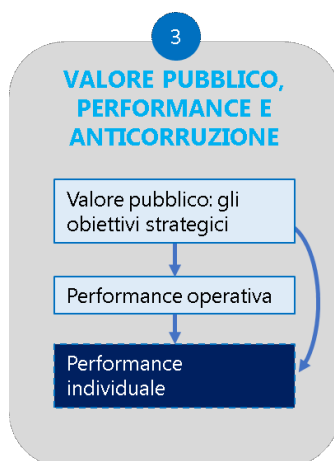 3
VALORE PUBBLICO,
PERFORMANCE E
ANTICORRUZIONE
Valore pubblico: gli
obiettivi strategici
Performance operativa
Performance
individuale